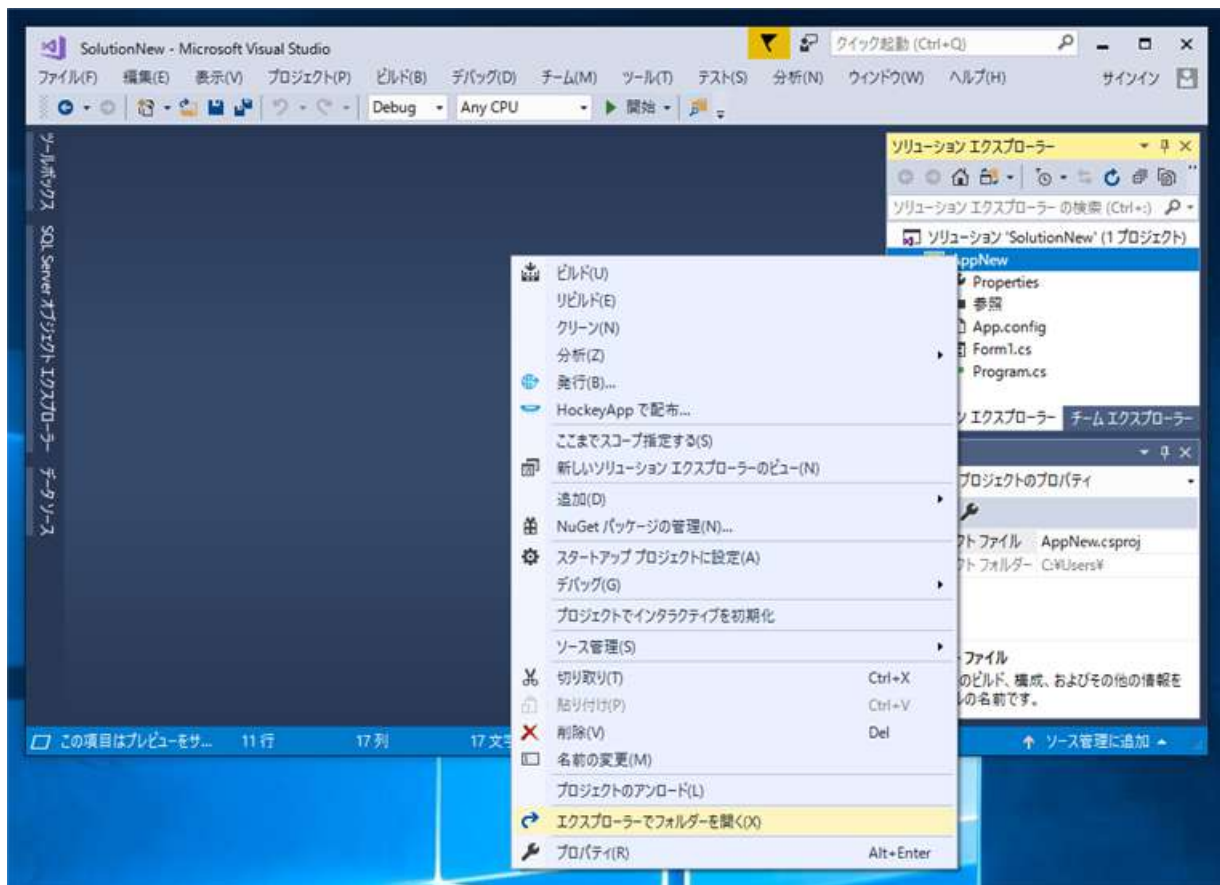 SolutionNew - Microsoft Visual Studio
クイック起動 (Ctrl+Q)
ファイル(F) 編集(E) 表示(V) プロジェクト(P) ビルド(B) デバッグ(D) チーム(M) ツール(T) テスト(S) 分析(N) ウィンドウ(W) ヘルプ(H) サインイン
Debug Any CPU 開始
ツールボックス
SQL Server オブジェクト エクスプローラー
データ ソース
ソリューション エクスプローラー
ソリューション エクスプローラー の検索 (Ctrl+:)
ソリューション 'SolutionNew' (1 プロジェクト)
AppNew
Properties
参照
App.config
Form1.cs
Program.cs
ン エクスプローラー チーム エクスプローラー
プロジェクトのプロパティ
クト ファイル AppNew.csproj
クト フォルダー C:¥Users¥
ファイル
のビルド、構成、およびその他の情報を
の名前です。
ビルド(U)
リビルド(E)
クリーン(N)
分析(Z)
発行(B)...
HockeyApp で配布...
ここまでスコープ指定する(S)
新しいソリューション エクスプローラーのビュー(N)
追加(D)
NuGet パッケージの管理(N)...
スタートアップ プロジェクトに設定(A)
デバッグ(G)
プロジェクトでインタラクティブを初期化
ソース管理(S)
切り取り(T) Ctrl+X
貼り付け(P) Ctrl+V
削除(V) Del
名前の変更(M)
プロジェクトのアンロード(L)
エクスプローラーでフォルダーを開く(X)
プロパティ(R) Alt+Enter
この項目はプレビューをサ... 11 行 17 列 17 文字 ソース管理に追加